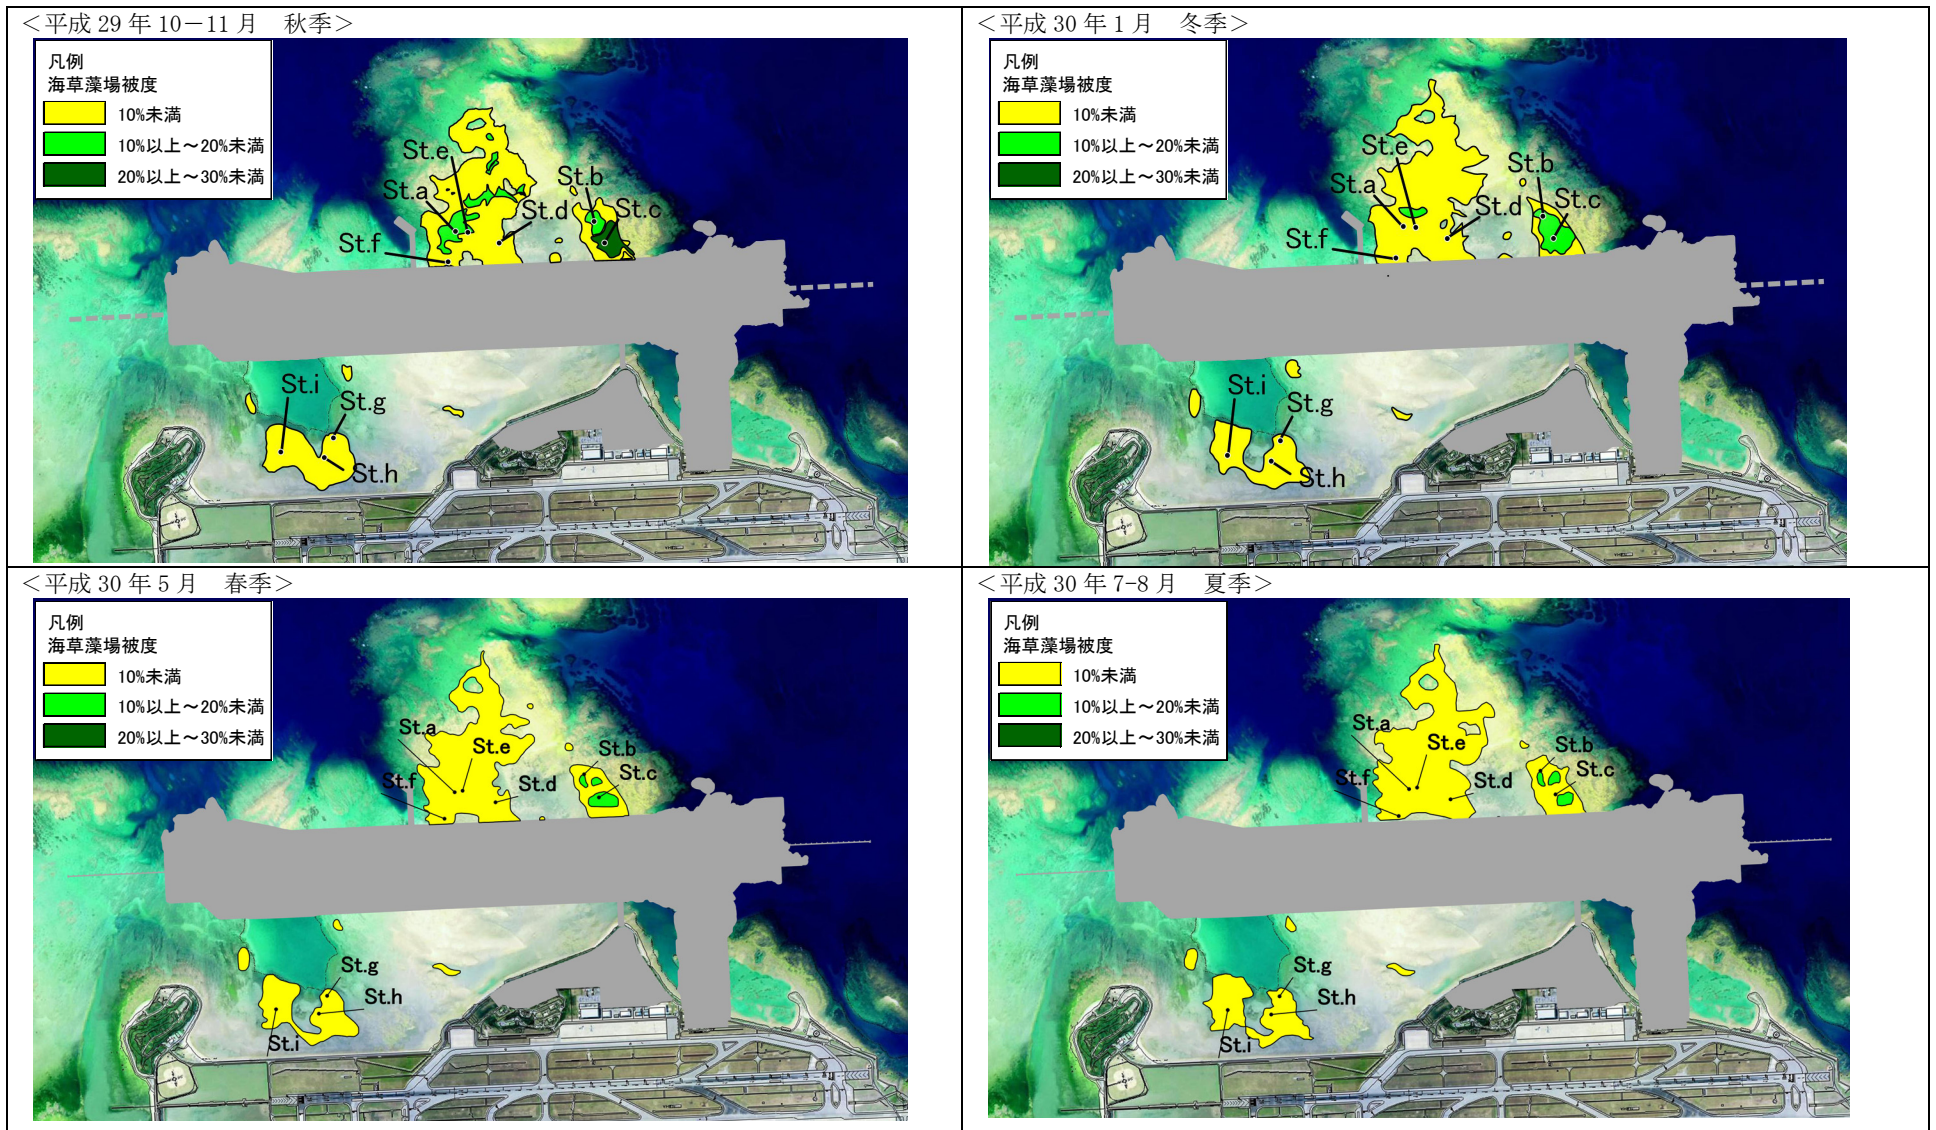 ＜平成 29 年 10－11 月　秋季＞
凡例
海草藻場被度
10%未満
10%以上～20%未満
20%以上～30%未満
St.e
St.a
St.b
St.d
St.c
St.f
St.i
St.g
St.h
＜平成 30 年 1 月　冬季＞
凡例
海草藻場被度
10%未満
10%以上～20%未満
20%以上～30%未満
St.e
St.b
St.a
St.c
St.d
St.f
St.i
St.g
St.h
＜平成 30 年 5 月　春季＞
凡例
海草藻場被度
10%未満
10%以上～20%未満
20%以上～30%未満
St.a
St.e
St.b
St.c
St.f
St.d
St.g
St.h
St.i
＜平成 30 年 7-8 月　夏季＞
凡例
海草藻場被度
10%未満
10%以上～20%未満
20%以上～30%未満
St.a
St.e
St.b
St.c
St.f
St.d
St.g
St.h
St.i